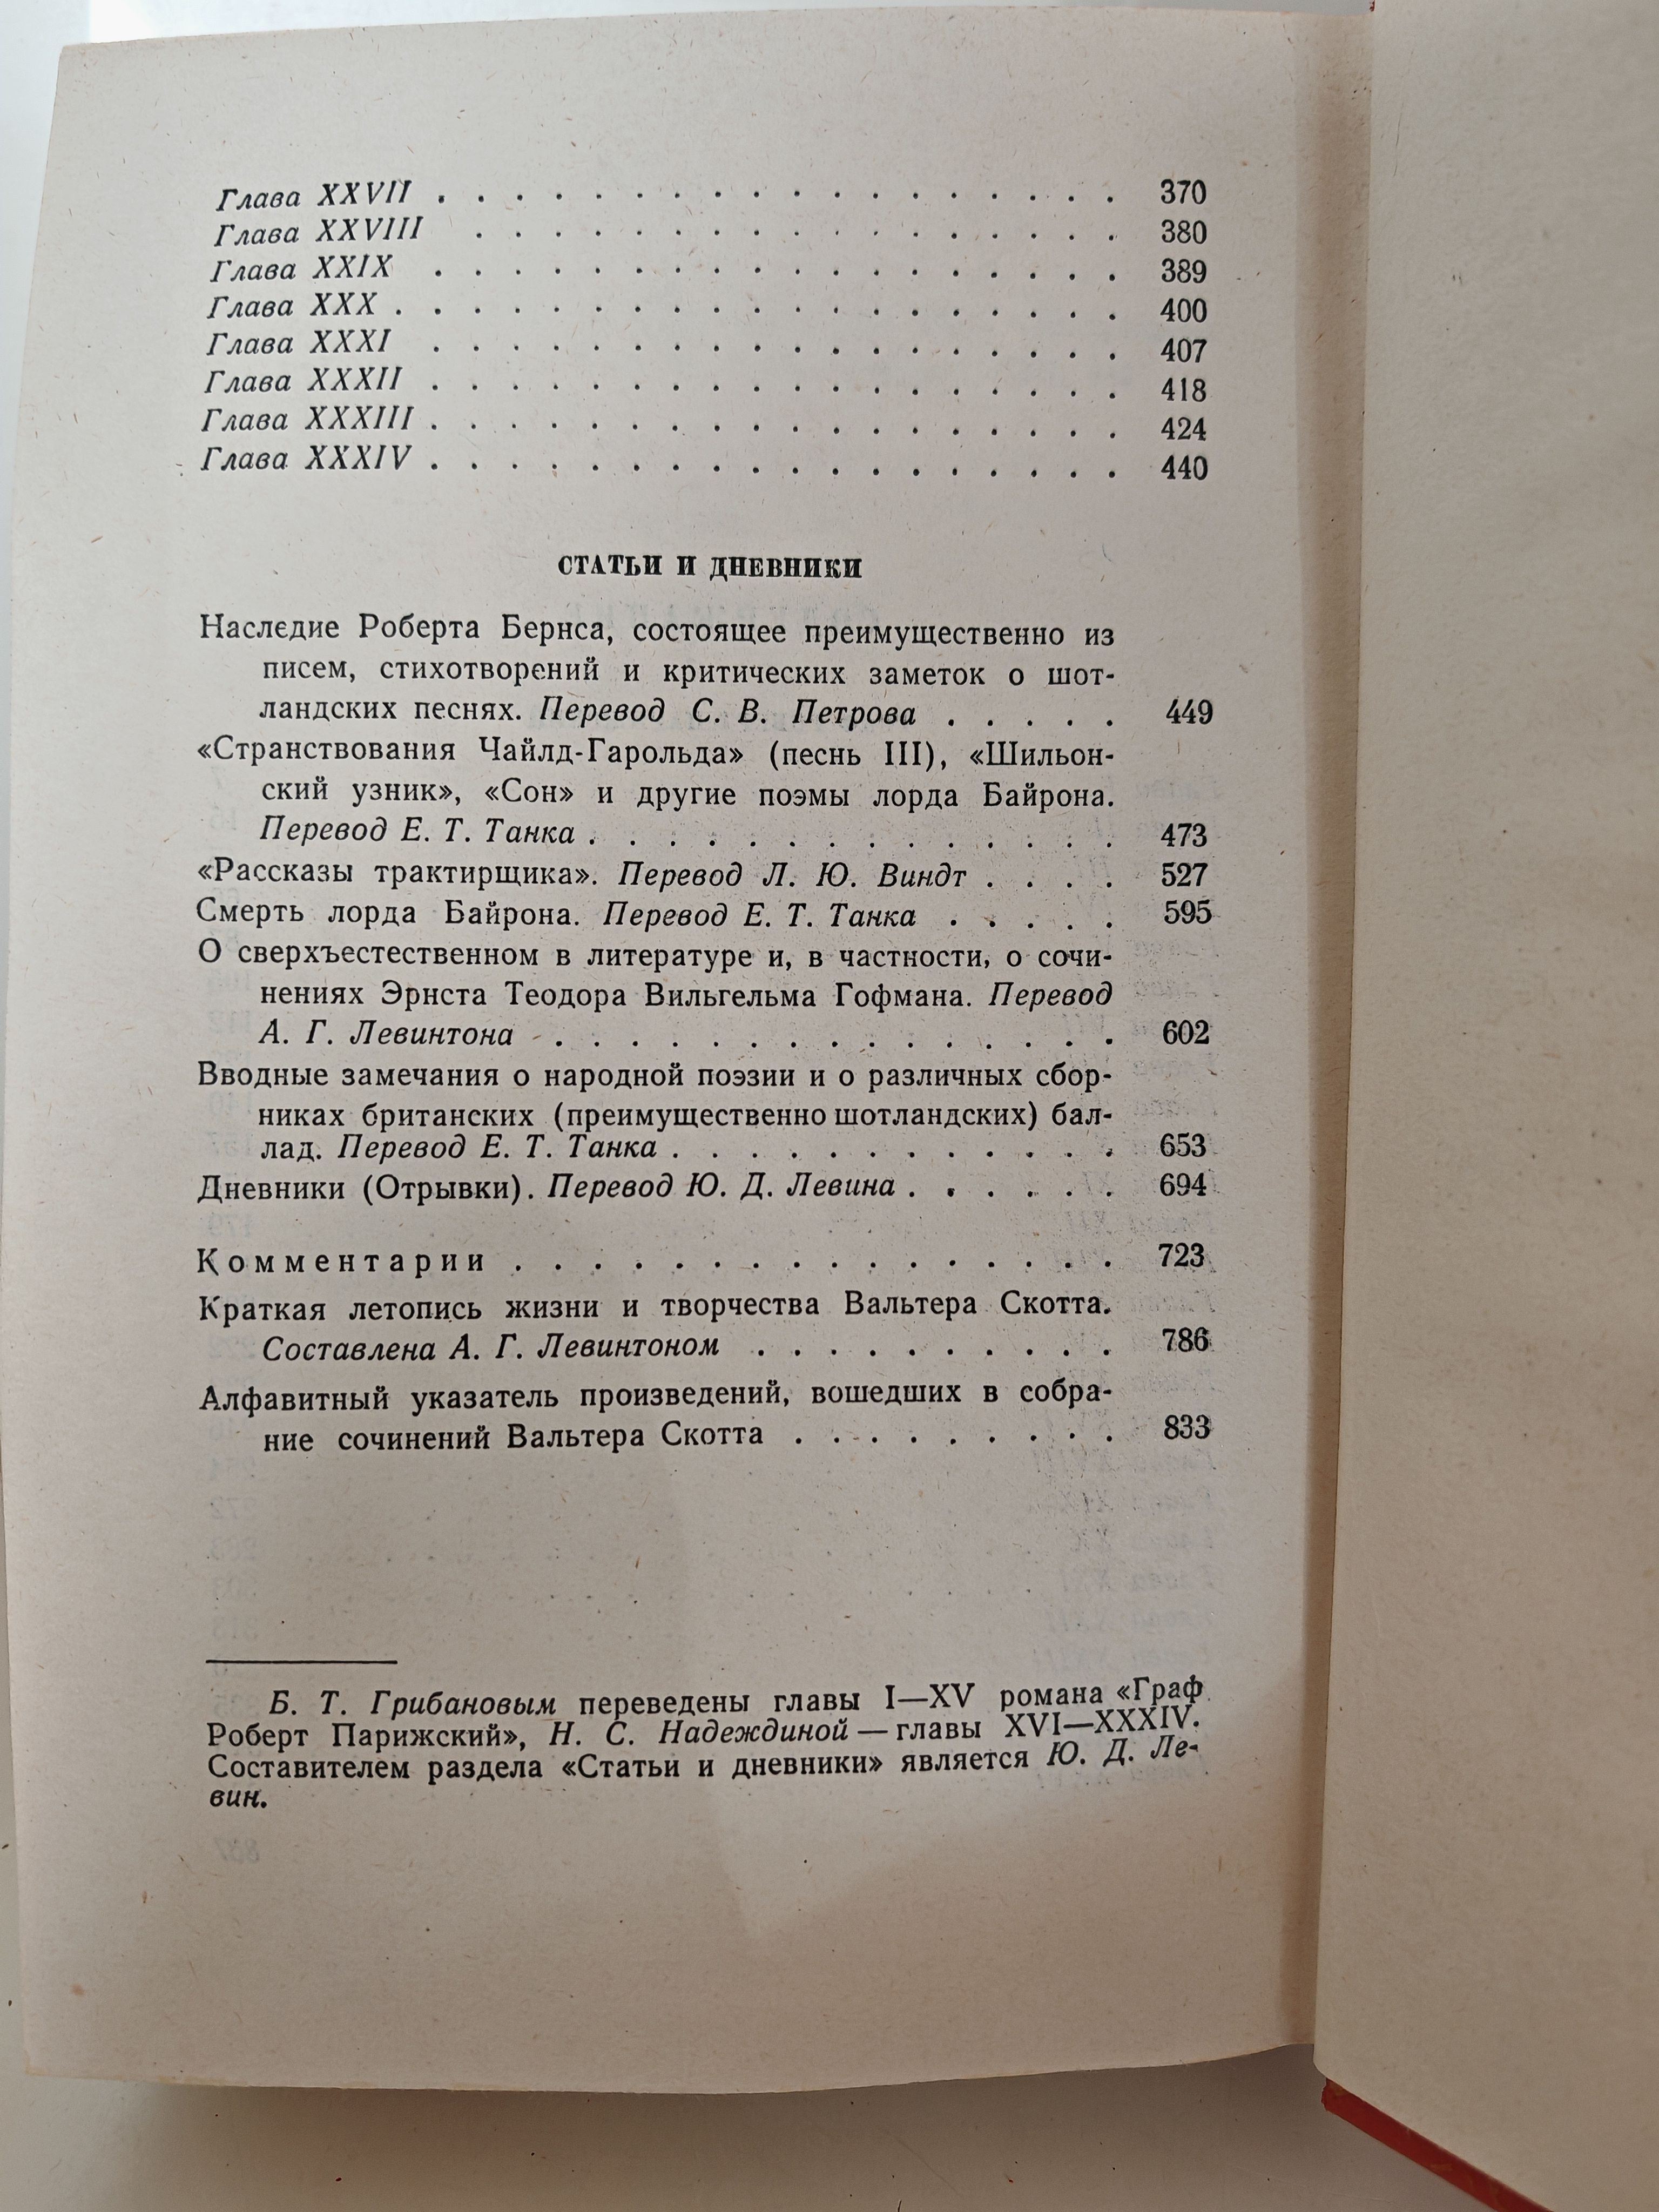 Глава XXVII . . . . . . . . . . . . . . . . . . 370
Глава XXVIII . . . . . . . . . . . . . . . . . 380
Глава XXIX . . . . . . . . . . . . . . . . . . 389
Глава XXX . . . . . . . . . . . . . . . . . . . 400
Глава XXXI . . . . . . . . . . . . . . . . . . 407
Глава XXXII . . . . . . . . . . . . . . . . . . 418
Глава XXXIII . . . . . . . . . . . . . . . . . . 424
Глава XXXIV . . . . . . . . . . . . . . . . . . 440
СТАТЬИ И ДНЕВНИКИ
Наследие Роберта Бернса, состоящее преимущественно из
писем, стихотворений и критических заметок о шот-
ландских песнях. Перевод С. В. Петрова . . . . . 449
«Странствования Чайлд-Гарольда» (песнь III), «Шильон-
ский узник», «Сон» и другие поэмы лорда Байрона.
Перевод Е. Т. Танка . . . . . . . . . . . . . . 473
«Рассказы трактирщика». Перевод Л. Ю. Виндт . . . . 527
Смерть лорда Байрона. Перевод Е. Т. Танка . . . . . 595
О сверхъестественном в литературе и, в частности, о сочи-
нениях Эрнста Теодора Вильгельма Гофмана. Перевод
А. Г. Левинтона . . . . . . . . . . . . . . . 602
Вводные замечания о народной поэзии и о различных сбор-
никах британских (преимущественно шотландских) бал-
лад. Перевод Е. Т. Танка . . . . . . . . . . . . 653
Дневники (Отрывки). Перевод Ю. Д. Левина . . . . . . 694
Комментарии . . . . . . . . . . . . . . . . 723
Краткая летопись жизни и творчества Вальтера Скотта.
Составлена А. Г. Левинтоном . . . . . . . . . . 786
Алфавитный указатель произведений, вошедших в собра-
ние сочинений Вальтера Скотта . . . . . . . . . 833
Б. Т. Грибановым переведены главы I—XV романа «Граф
Роберт Парижский», Н. С. Надеждиной — главы XVI—XXXIV.
Составителем раздела «Статьи и дневники» является Ю. Д. Ле-
вин.